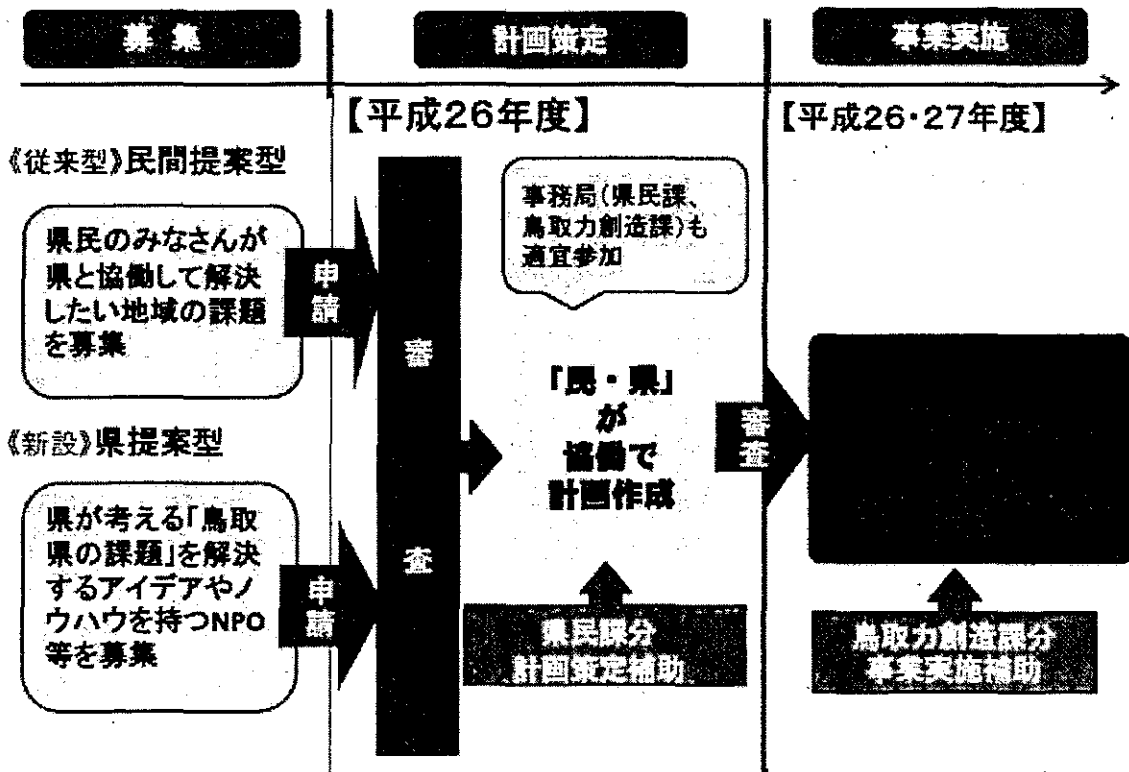 募集
計画策定
事業実施
【平成26年度】
【平成26・27年度】
《従来型》民間提案型
県民のみなさんが
県と協働して解決
したい地域の課題
を募集
申請
《新設》県提案型
県が考える「鳥取
県の課題」を解決
するアイデアやノ
ウハウを持つNPO
等を募集
申請
審査
事務局(県民課、
鳥取力創造課)も
適宜参加
「民・県」
が
協働で
計画作成
県民課分
計画策定補助
審査
鳥取力創造課分
事業実施補助